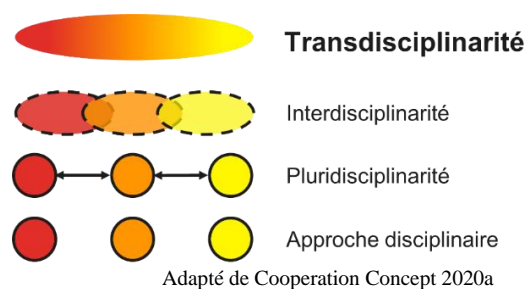 Transdisciplinarité
Interdisciplinarité
Pluridisciplinarité
Approche disciplinaire
Adapté de Cooperation Concept 2020a